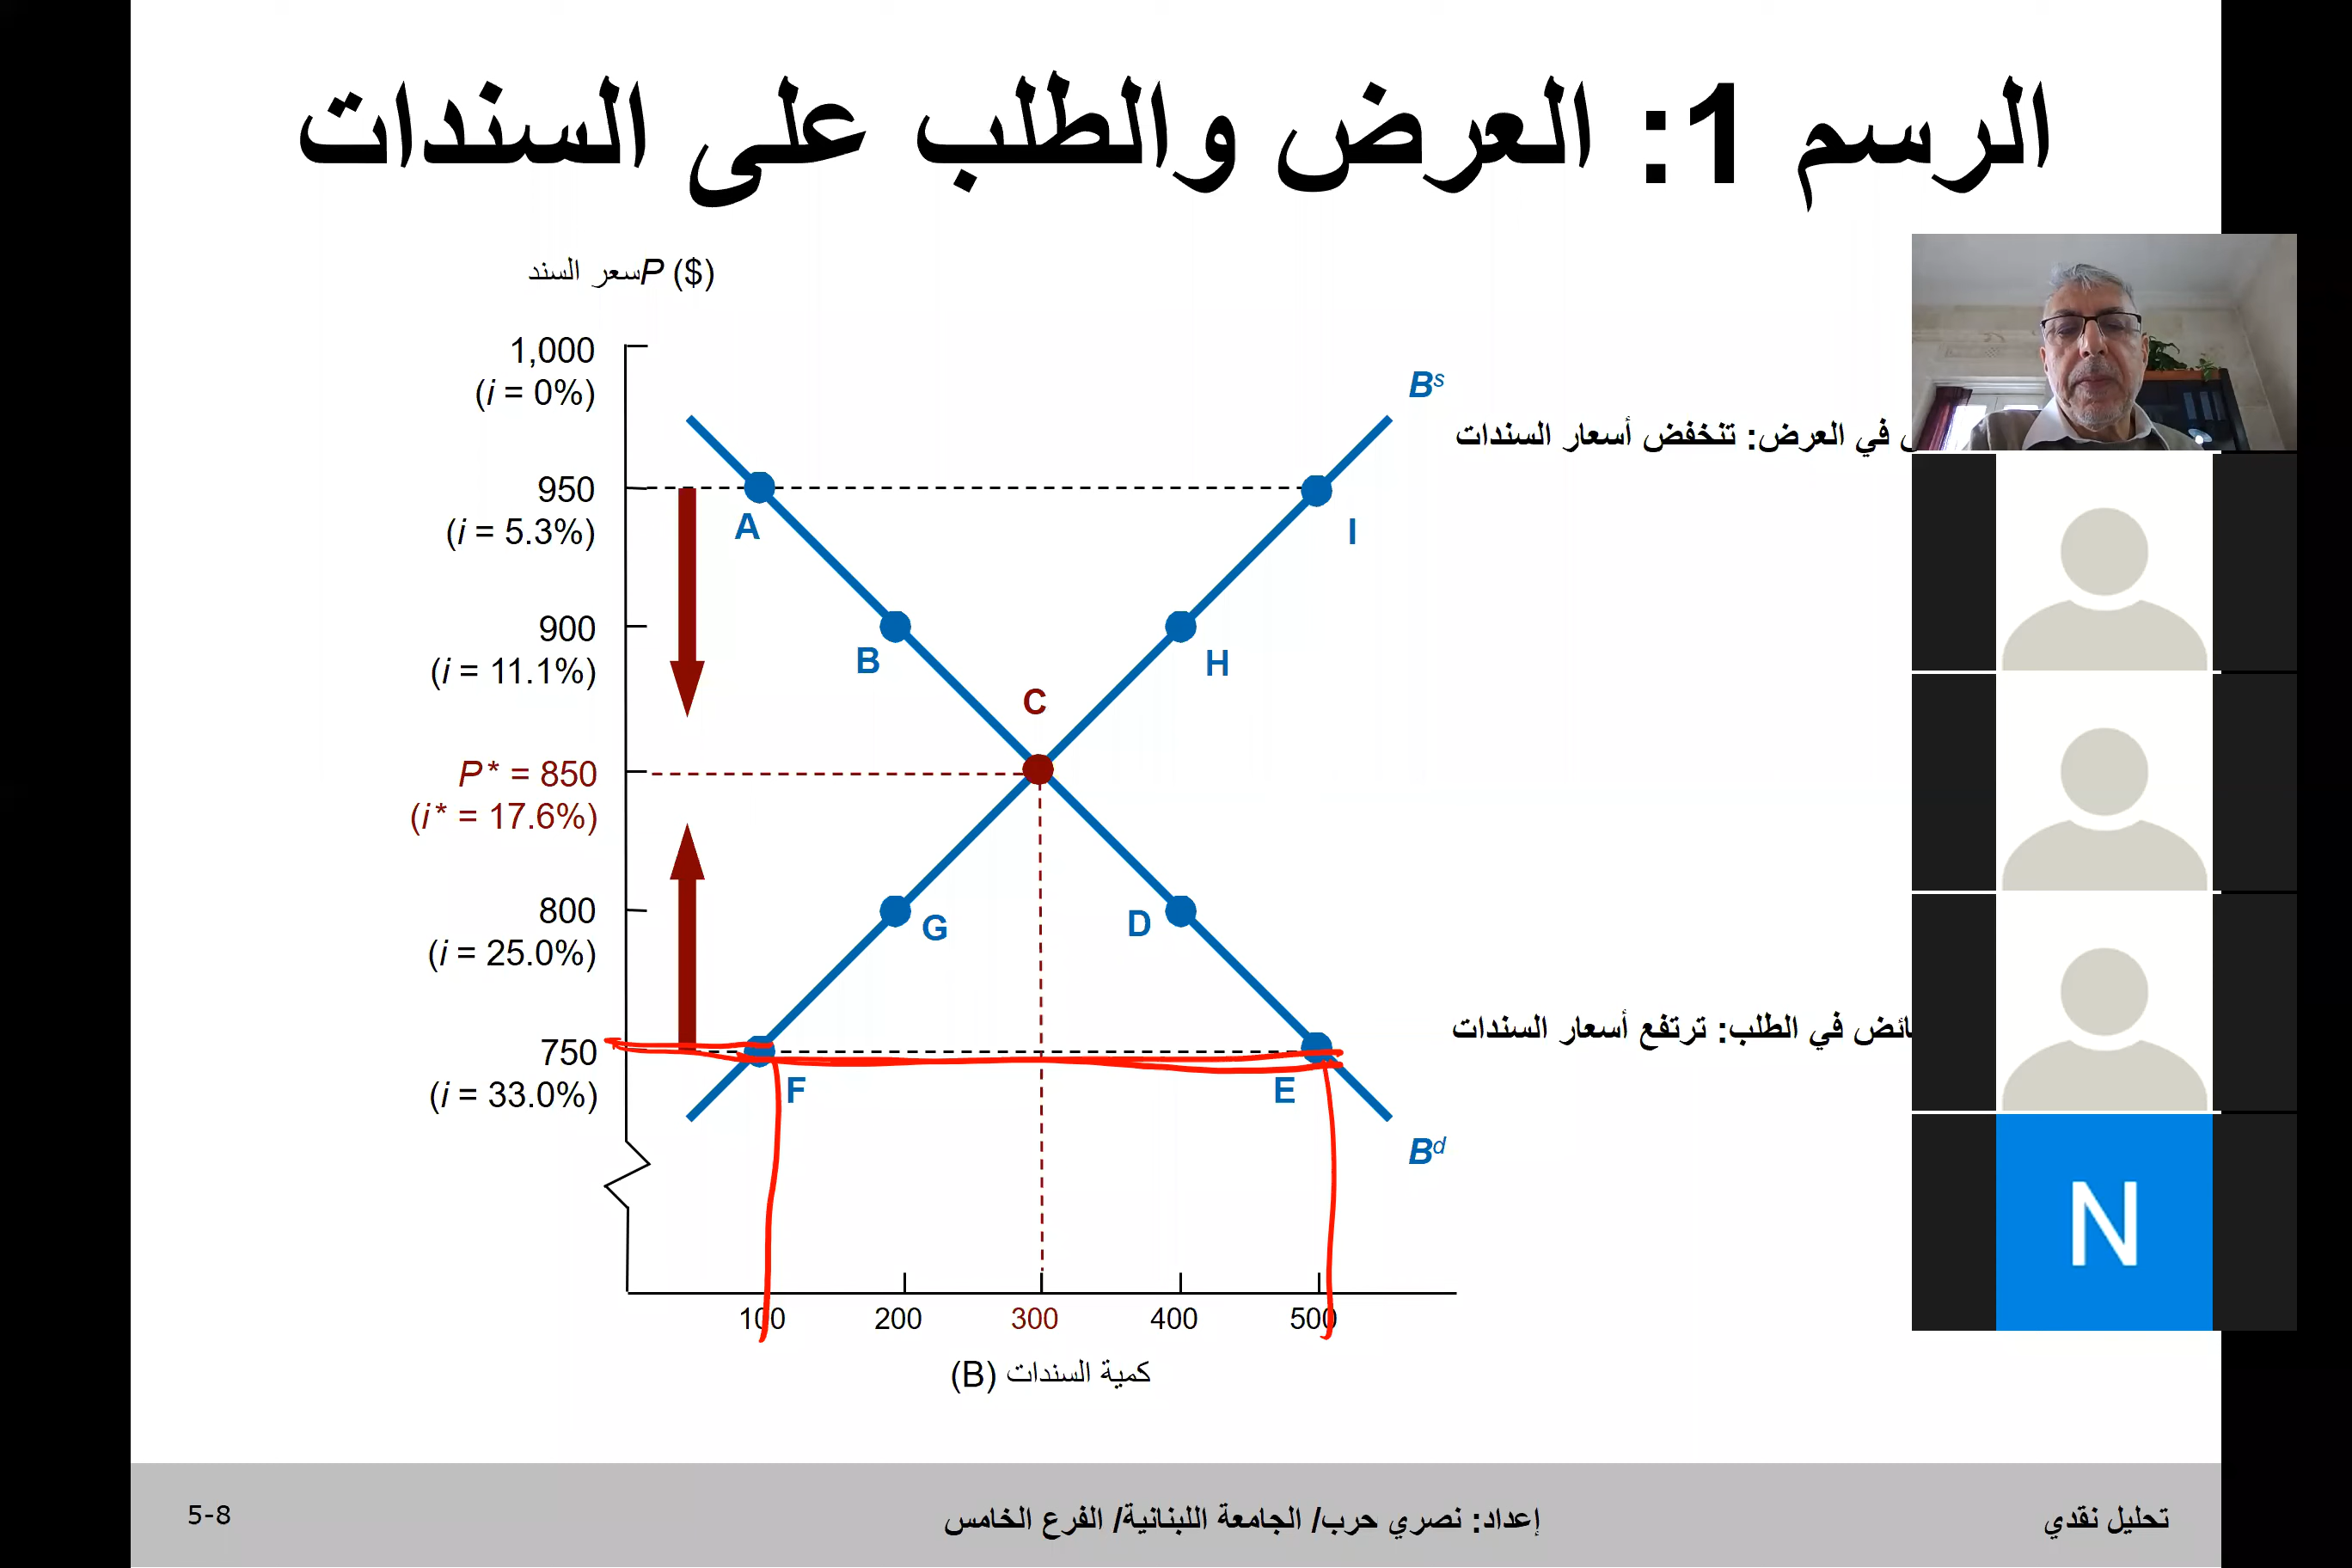 الرسم 1: العرض والطلب على السندات
سعر السند P ($)
1,000
(i = 0%)
Bs
في العرض: تنخفض أسعار السندات
950
(i = 5.3%)
A
I
900
(i = 11.1%)
B
H
C
P* = 850
(i* = 17.6%)
800
(i = 25.0%)
G
D
في الطلب: ترتفع أسعار السندات
750
(i = 33.0%)
F
E
Bd
N
100 200 300 400 500
كمية السندات (B)
5-8
إعداد: نصري حرب/ الجامعة اللبنانية/ الفرع الخامس
تحليل نقدي